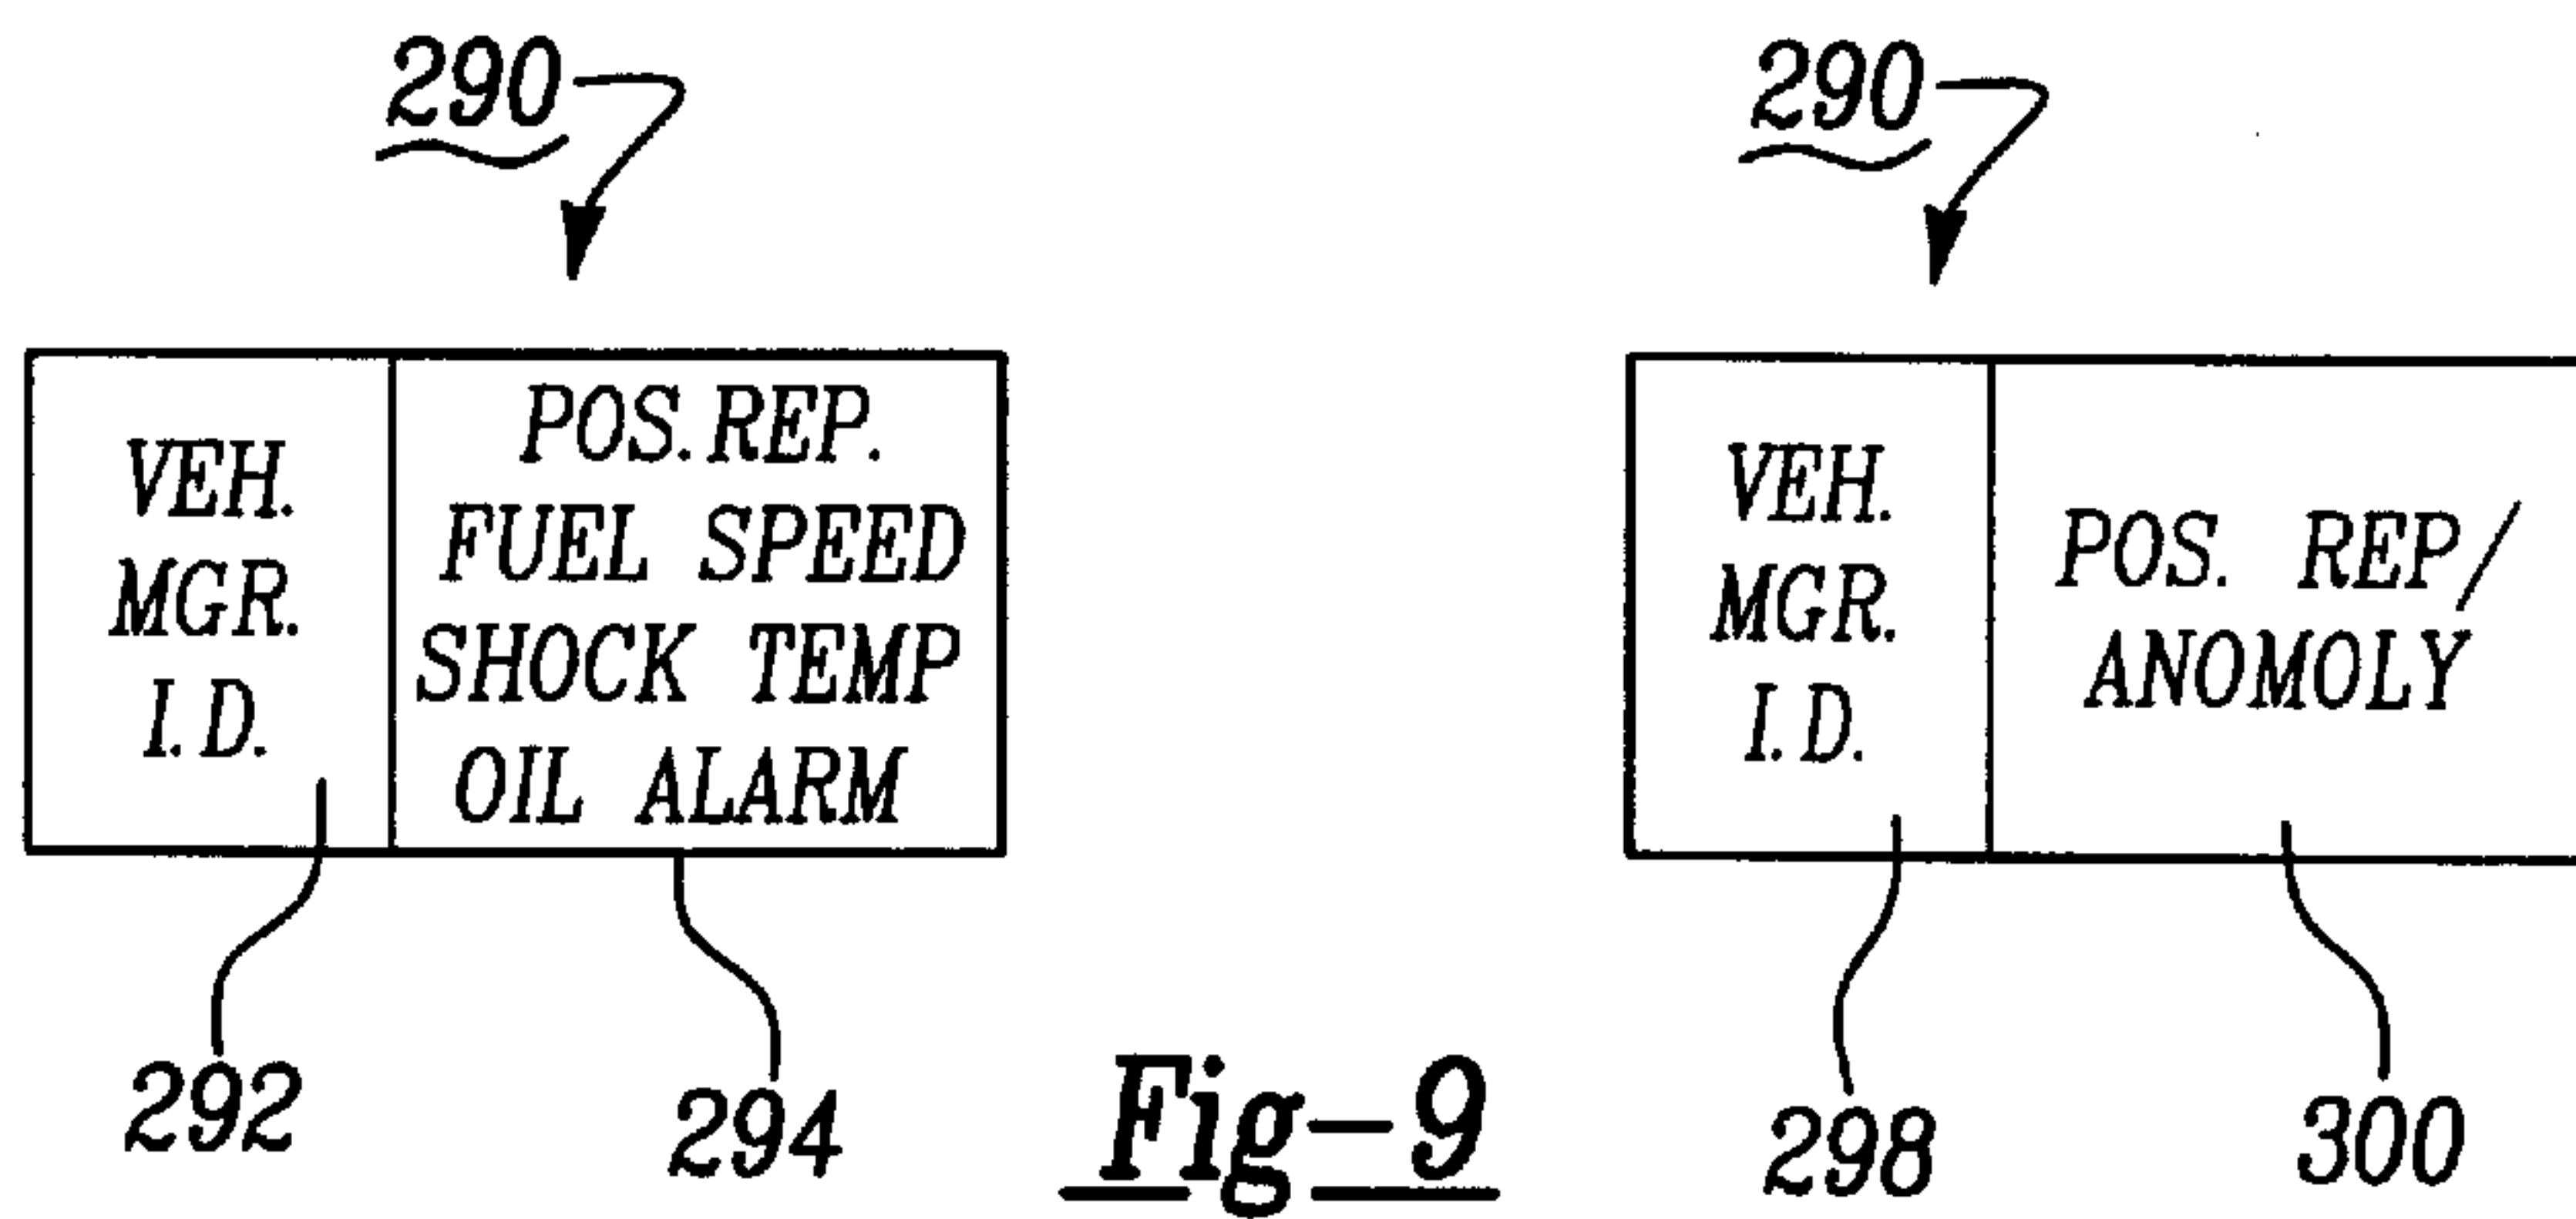 290
290
VEH.
MGR.
I.D.
POS. REP.
FUEL SPEED
SHOCK TEMP
OIL ALARM
VEH.
MGR.
I.D.
POS. REP/
ANOMOLY
292
294
298
300
Fig-9